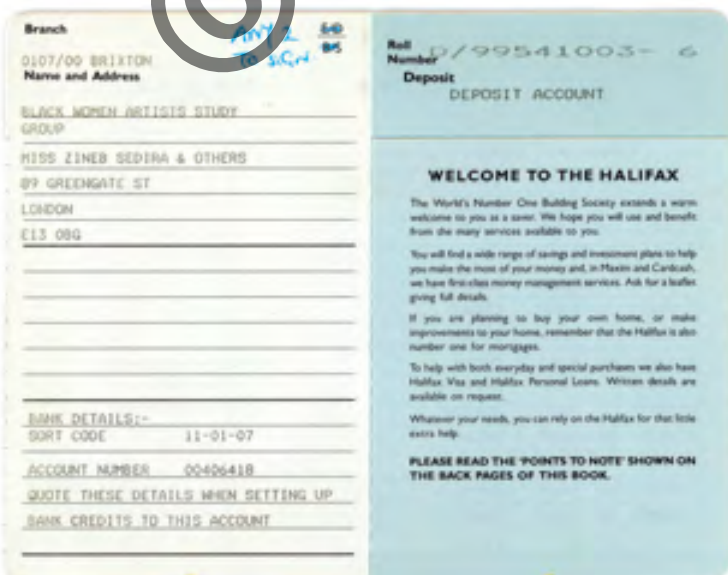 Branch
ANY 2
TO SIGN
0107/00 BRIXTON
Name and Address
BLACK WOMEN ARTISTS STUDY
GROUP
MISS ZINEB SEDIRA & OTHERS
89 GREENGATE ST
LONDON
E13 0BG
BANK DETAILS:-
SORT CODE 11-01-07
ACCOUNT NUMBER 00406418
QUOTE THESE DETAILS WHEN SETTING UP
BANK CREDITS TO THIS ACCOUNT
Roll
Number D/99541003- 6
Deposit
DEPOSIT ACCOUNT
WELCOME TO THE HALIFAX
The World's Number One Building Society extends a warm
welcome to you as a saver. We hope you will use and benefit
from the many services available to you.
You will find a wide range of savings and investment plans to help
you make the most of your money and, in Maxim and Cardcash,
we have first-class money management services. Ask for a leaflet
giving full details.
If you are planning to buy your own home, or make
improvements to your home, remember that the Halifax is also
number one for mortgages.
To help with both everyday and special purchases we also have
Halifax Visa and Halifax Personal Loans. Written details are
available on request.
Whatever your needs, you can rely on the Halifax for that little
extra help.
PLEASE READ THE 'POINTS TO NOTE' SHOWN ON
THE BACK PAGES OF THIS BOOK.